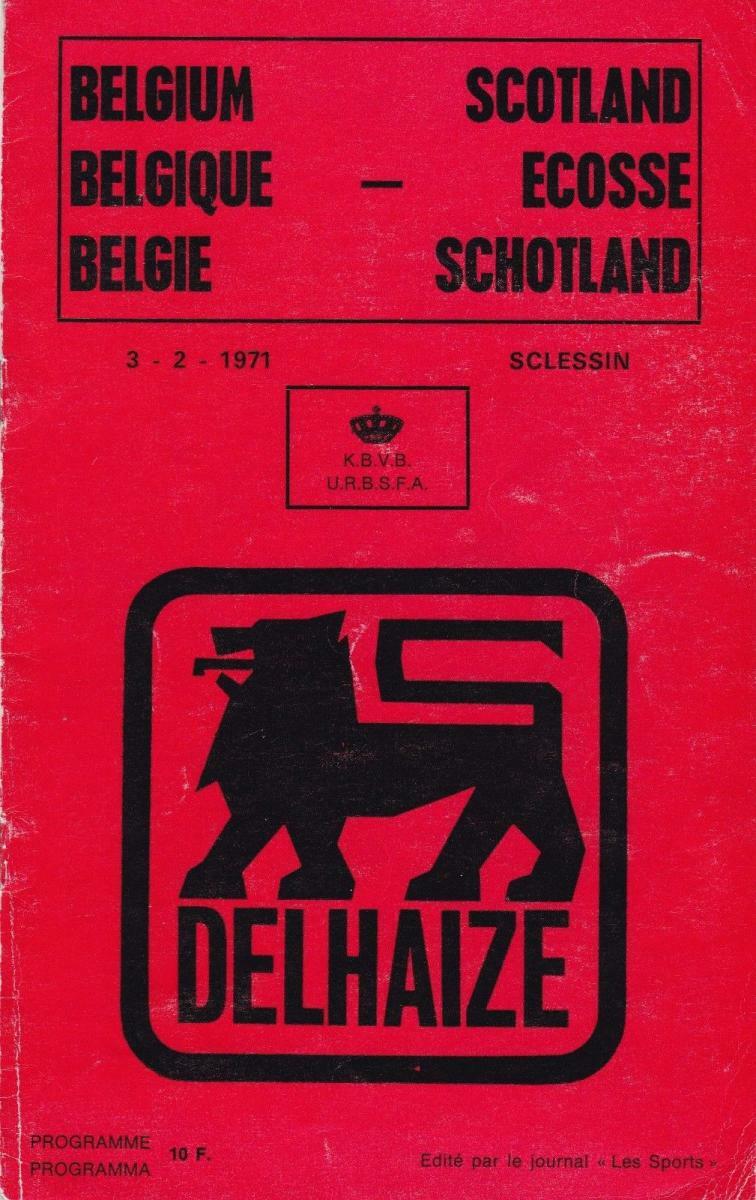 BELGIUM SCOTLAND
BELGIQUE – ECOSSE
BELGIE SCHOTLAND
3 - 2 - 1971 SCLESSIN
K.B.V.B.
U.R.B.S.F.A.
DELHAIZE
PROGRAMME
PROGRAMMA 10 F.
Edité par le journal « Les Sports »